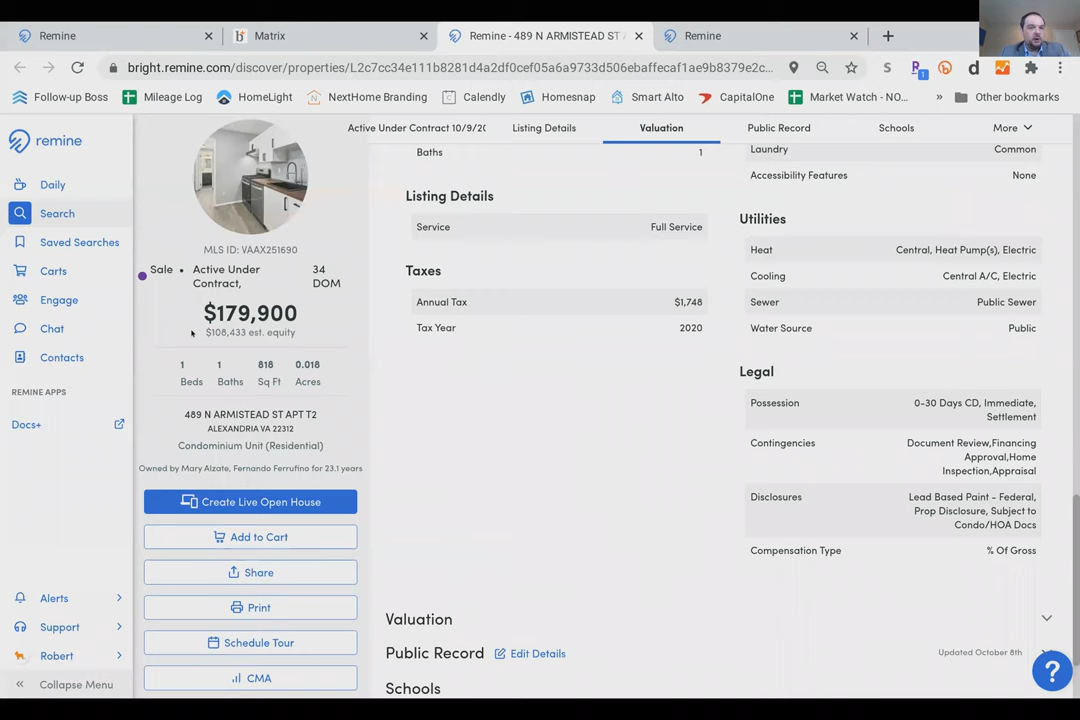 Remine
Matrix
Remine - 489 N ARMISTEAD ST
Remine
bright.remine.com/discover/properties/L2c7cc34e111b8281d4a2df0cef05a6a9733d506ebaffecaf1ae9b8379e2c...
S
1
d
Follow-up Boss
Mileage Log
HomeLight
NextHome Branding
Calendly
Homesnap
Smart Alto
CapitalOne
Market Watch - NO...
»
Other bookmarks
remine
Daily
Search
Saved Searches
Carts
Engage
Chat
Contacts
REMINE APPS
Docs+
Alerts
Support
Robert
Collapse Menu
MLS ID: VAAX251690
Sale • Active Under Contract,
34 DOM
$179,900
$108,433 est. equity
1 1 818 0.018
Beds Baths Sq Ft Acres
489 N ARMISTEAD ST APT T2
ALEXANDRIA VA 22312
Condominium Unit (Residential)
Owned by Mary Alzate, Fernando Ferrufino for 23.1 years
Create Live Open House
Add to Cart
Share
Print
Schedule Tour
CMA
Active Under Contract 10/9/20
Listing Details
Valuation
Public Record
Schools
More
Baths 1
Listing Details
Service Full Service
Taxes
Annual Tax $1,748
Tax Year 2020
Laundry Common
Accessibility Features None
Utilities
Heat Central, Heat Pump(s), Electric
Cooling Central A/C, Electric
Sewer Public Sewer
Water Source Public
Legal
Possession 0-30 Days CD, Immediate,
Settlement
Contingencies Document Review,Financing
Approval,Home
Inspection,Appraisal
Disclosures Lead Based Paint - Federal,
Prop Disclosure, Subject to
Condo/HOA Docs
Compensation Type % Of Gross
Valuation
Public Record Edit Details
Updated October 8th
Schools
?